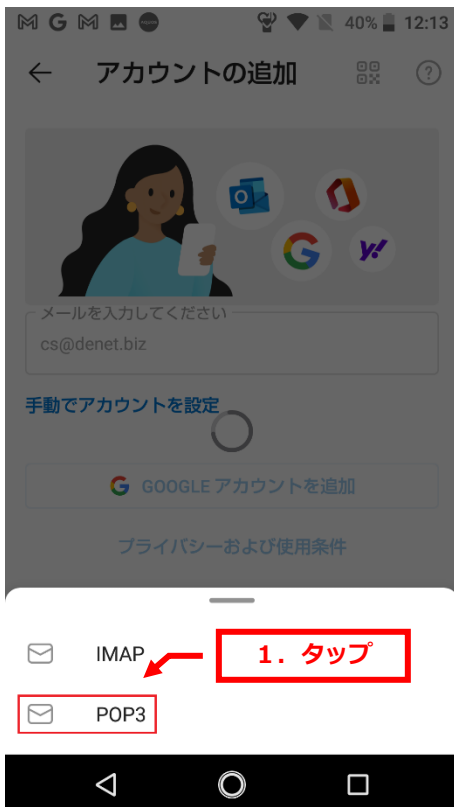 40% 12:13
アカウントの追加
メールを入力してください
cs@denet.biz
手動でアカウントを設定
GOOGLE アカウントを追加
プライバシーおよび使用条件
IMAP
1．タップ
POP3